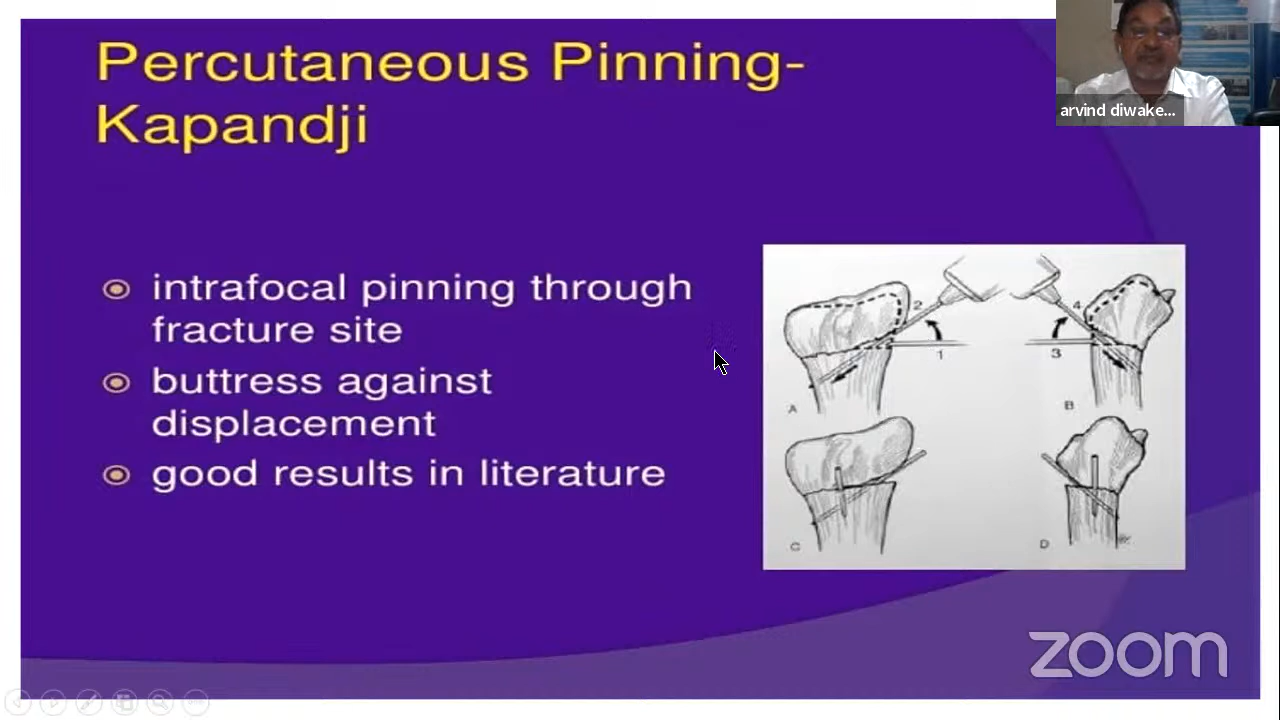 Percutaneous Pinning-
Kapandji
arvind diwake...
intrafocal pinning through
fracture site
buttress against
displacement
good results in literature
2
1
4
3
A
B
C
D
zoom